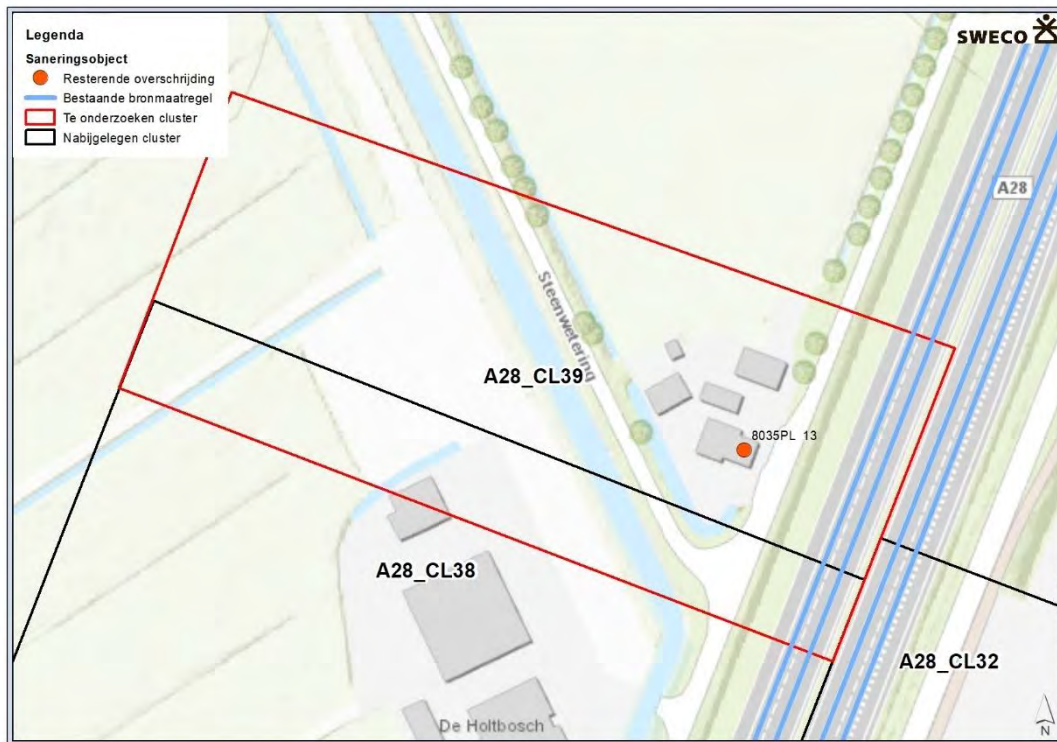 Legenda
Saneringsobject
Resterende overschrijding
Bestaande bronmaatregel
Te onderzoeken cluster
Nabijgelegen cluster
SWECO
A28
Steenwetering
A28_CL39
8035PL 13
A28_CL38
A28_CL32
De Holtbosch
N